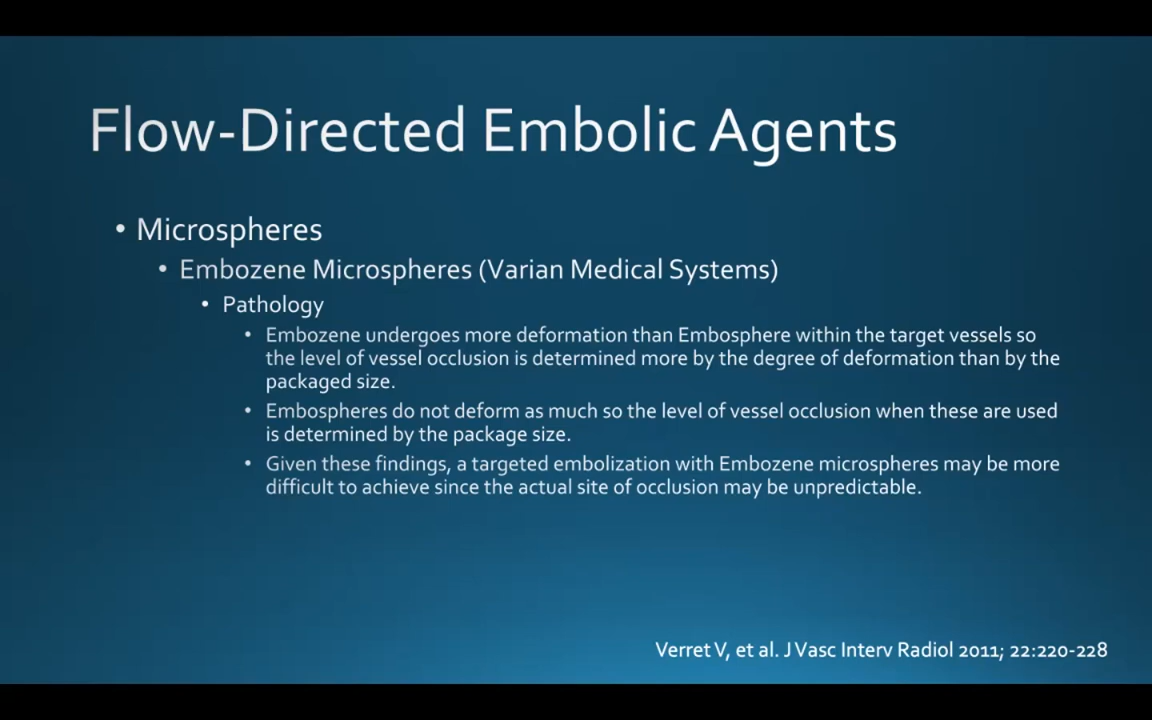 Flow-Directed Embolic Agents
• Microspheres
• Embozene Microspheres (Varian Medical Systems)
• Pathology
• Embozene undergoes more deformation than Embosphere within the target vessels so
the level of vessel occlusion is determined more by the degree of deformation than by the
packaged size.
• Embospheres do not deform as much so the level of vessel occlusion when these are used
is determined by the package size.
• Given these findings, a targeted embolization with Embozene microspheres may be more
difficult to achieve since the actual site of occlusion may be unpredictable.
Verret V, et al. J Vasc Interv Radiol 2011; 22:220-228